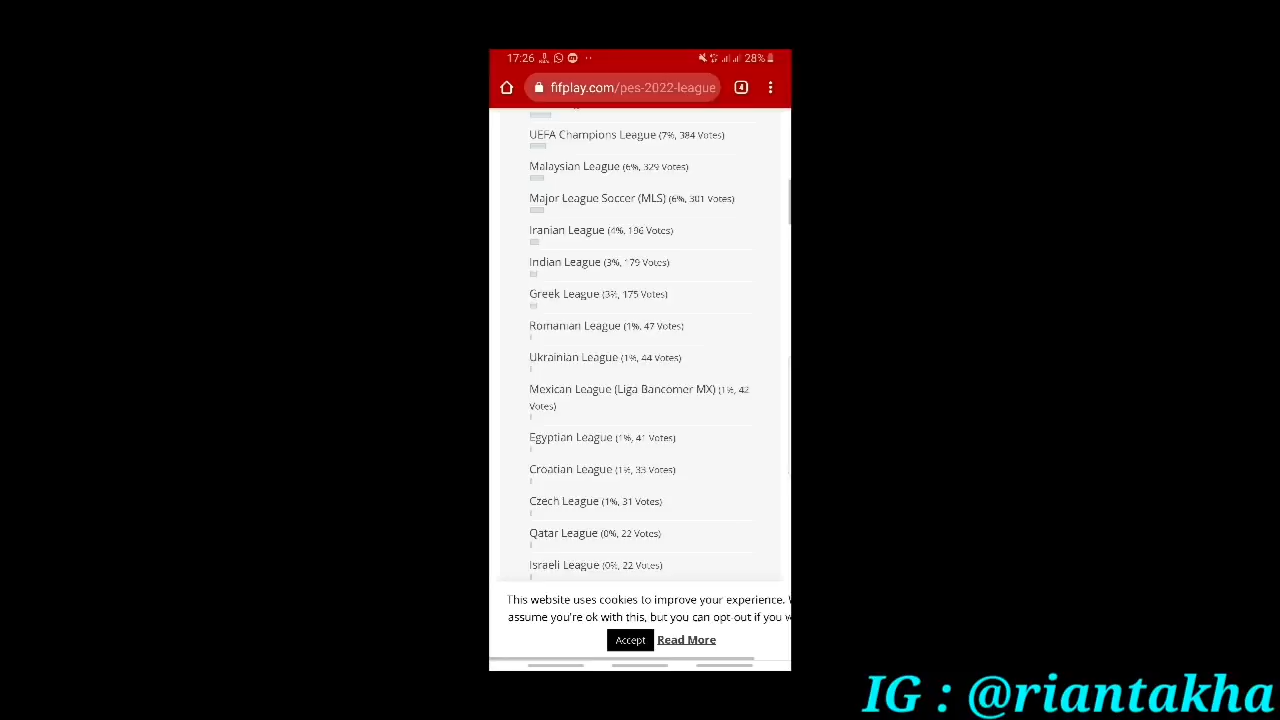 17:26 28%
fifplay.com/pes-2022-league
4
UEFA Champions League (7%, 384 Votes)
Malaysian League (6%, 329 Votes)
Major League Soccer (MLS) (6%, 301 Votes)
Iranian League (4%, 196 Votes)
Indian League (3%, 179 Votes)
Greek League (3%, 175 Votes)
Romanian League (1%, 47 Votes)
Ukrainian League (1%, 44 Votes)
Mexican League (Liga Bancomer MX) (1%, 42
Votes)
Egyptian League (1%, 41 Votes)
Croatian League (1%, 33 Votes)
Czech League (1%, 31 Votes)
Qatar League (0%, 22 Votes)
Israeli League (0%, 22 Votes)
This website uses cookies to improve your experience.
assume you're ok with this, but you can opt out if you
Accept Read More
IG : @riantakha